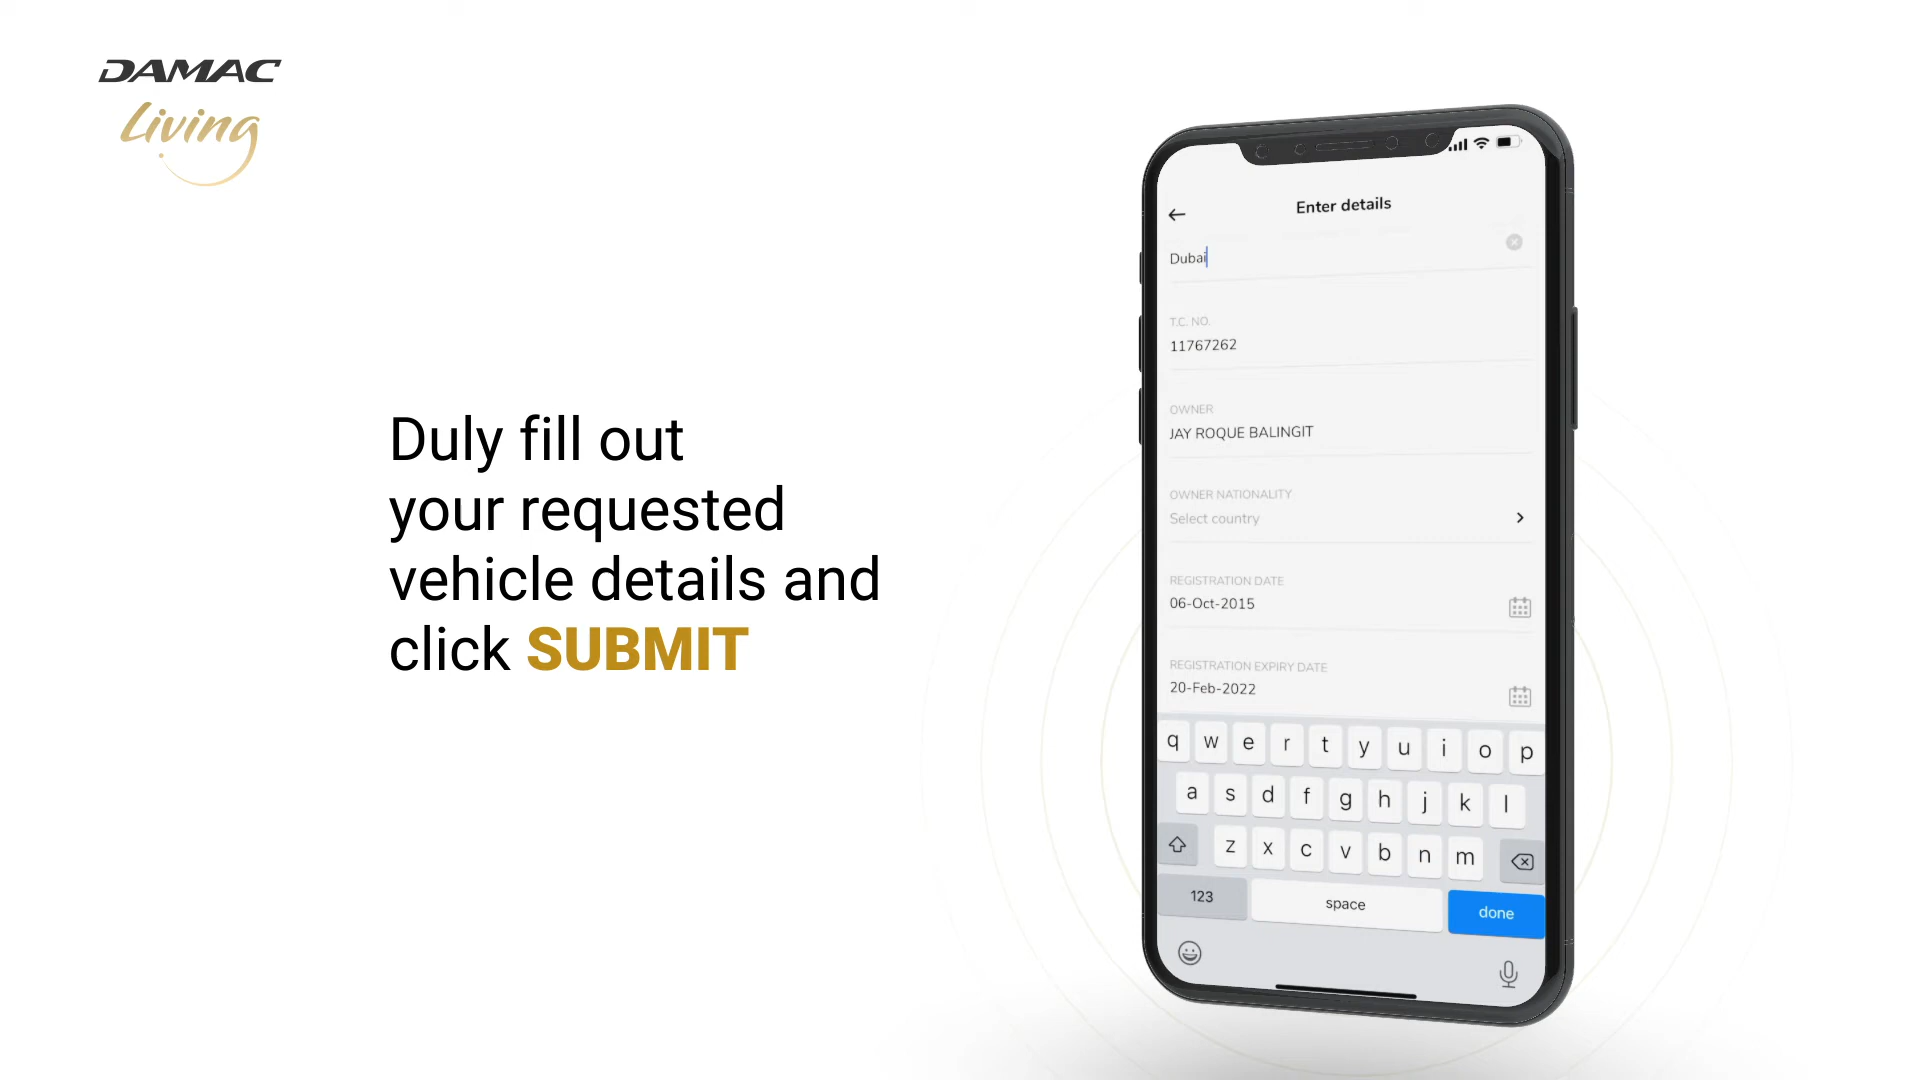 DAMAC
Living
Duly fill out
your requested
vehicle details and
click SUBMIT
Enter details
Dubai
T.C. NO.
11767262
OWNER
JAY ROQUE BALINGIT
OWNER NATIONALITY
Select country
REGISTRATION DATE
06-Oct-2015
REGISTRATION EXPIRY DATE
20-Feb-2022
q w e r t y u i o p
a s d f g h j k l
z x c v b n m
123 space done